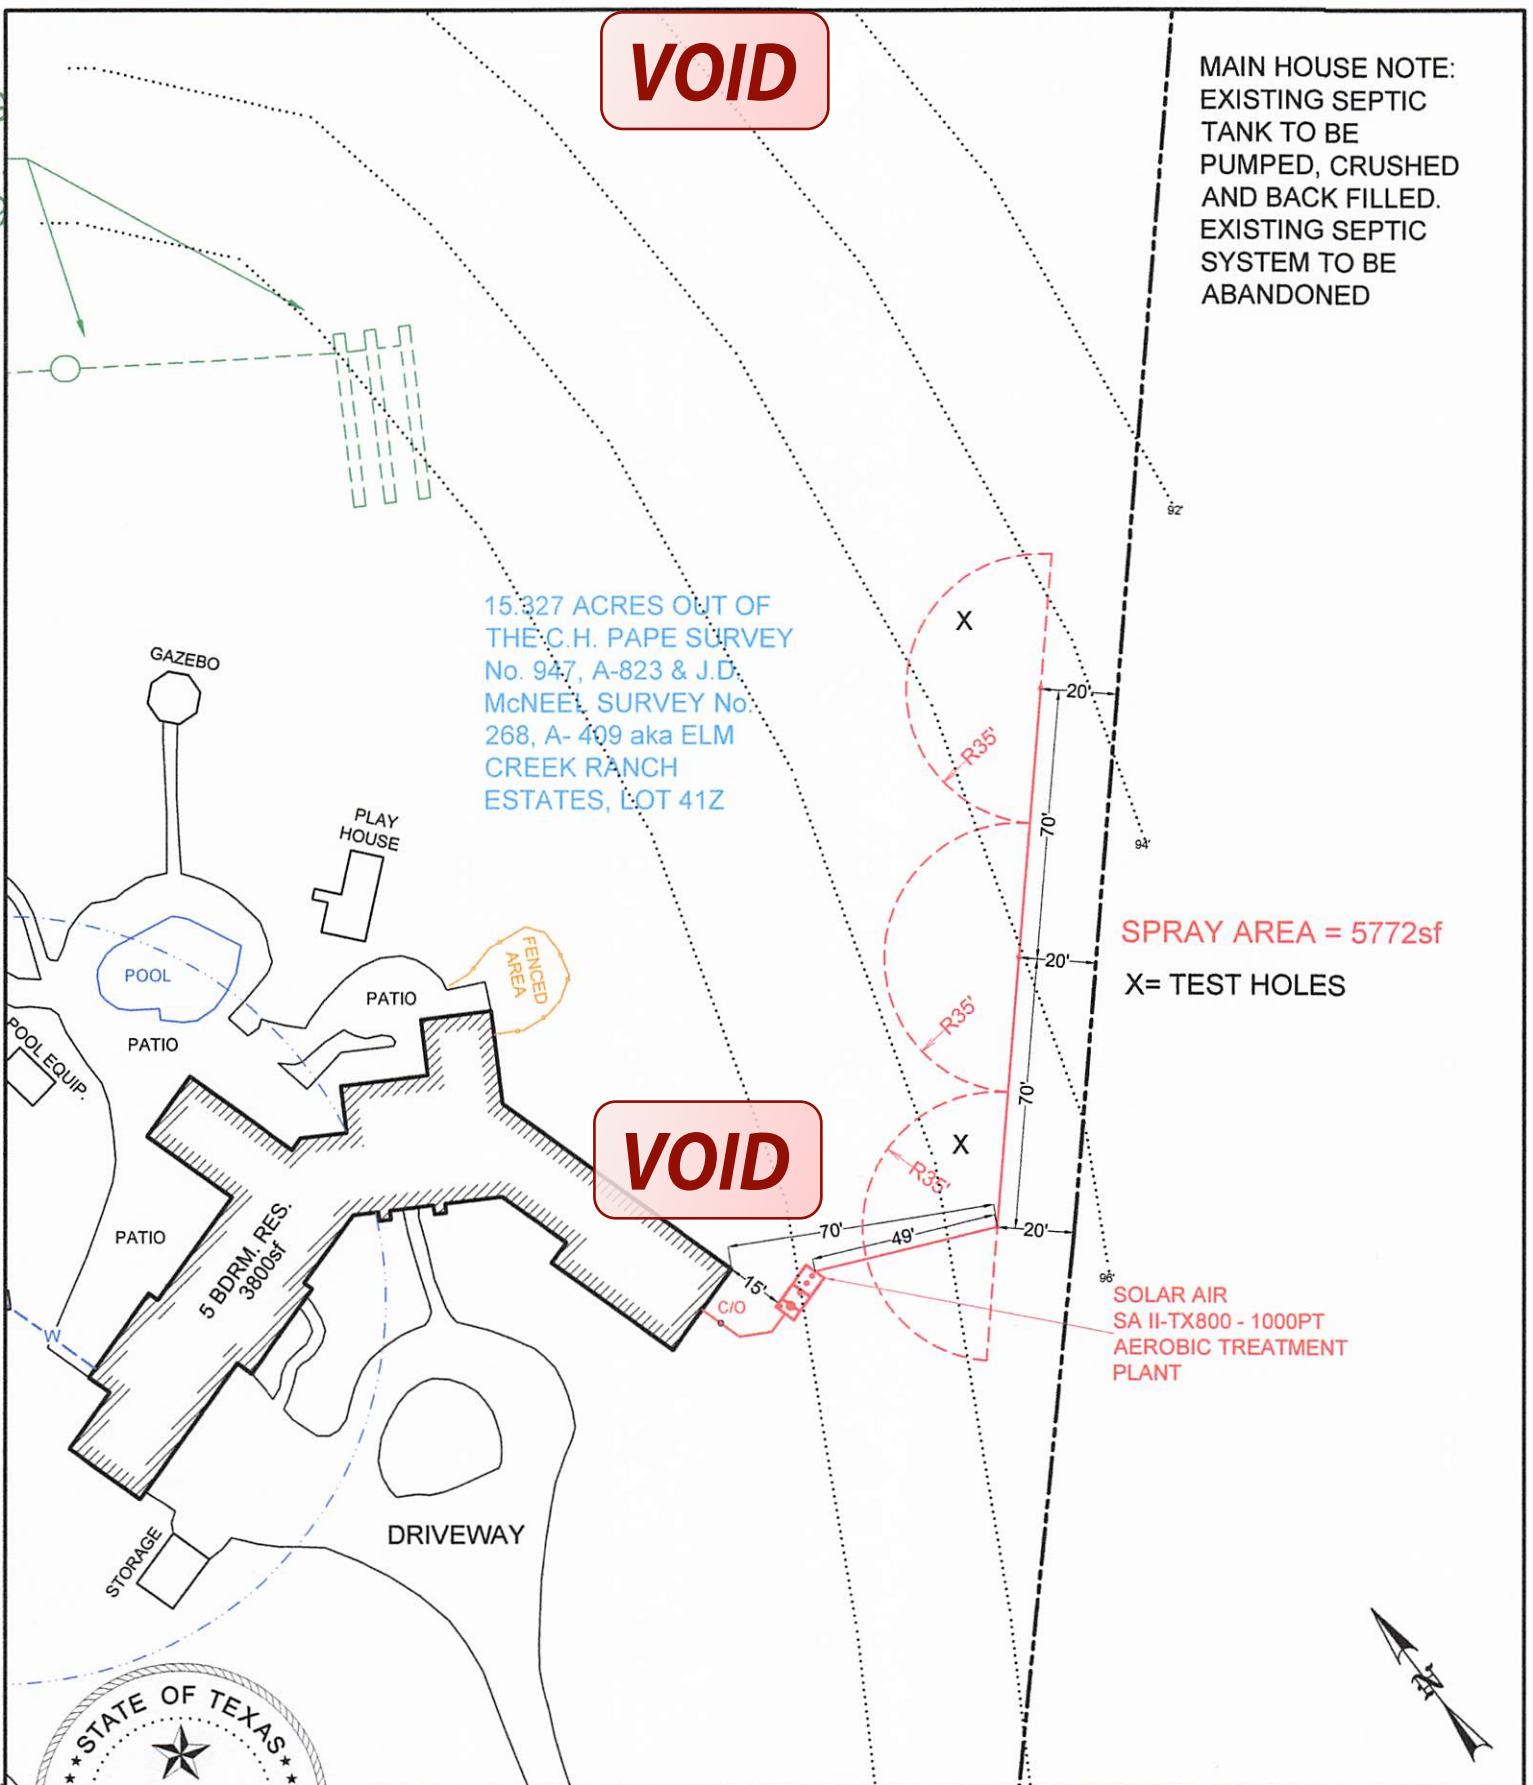 VOID
MAIN HOUSE NOTE:
EXISTING SEPTIC
TANK TO BE
PUMPED, CRUSHED
AND BACK FILLED.
EXISTING SEPTIC
SYSTEM TO BE
ABANDONED
92'
15.327 ACRES OUT OF
THE C.H. PAPE SURVEY
No. 947, A-823 & J.D.
McNEEL SURVEY No.
268, A- 409 aka ELM
CREEK RANCH
ESTATES, LOT 41Z
X
GAZEBO
20'
R35'
70'
94'
PLAY
HOUSE
SPRAY AREA = 5772sf
X= TEST HOLES
FENCED
AREA
POOL
PATIO
20'
R35'
PATIO
POOL EQUIP.
70'
VOID
X
R35'
PATIO
5 BDRM. RES.
3800sf
70'
49'
20'
15'
C/O
96'
SOLAR AIR
SA II-TX800 - 1000PT
AEROBIC TREATMENT
PLANT
W
DRIVEWAY
STORAGE
N
STATE OF TEXAS